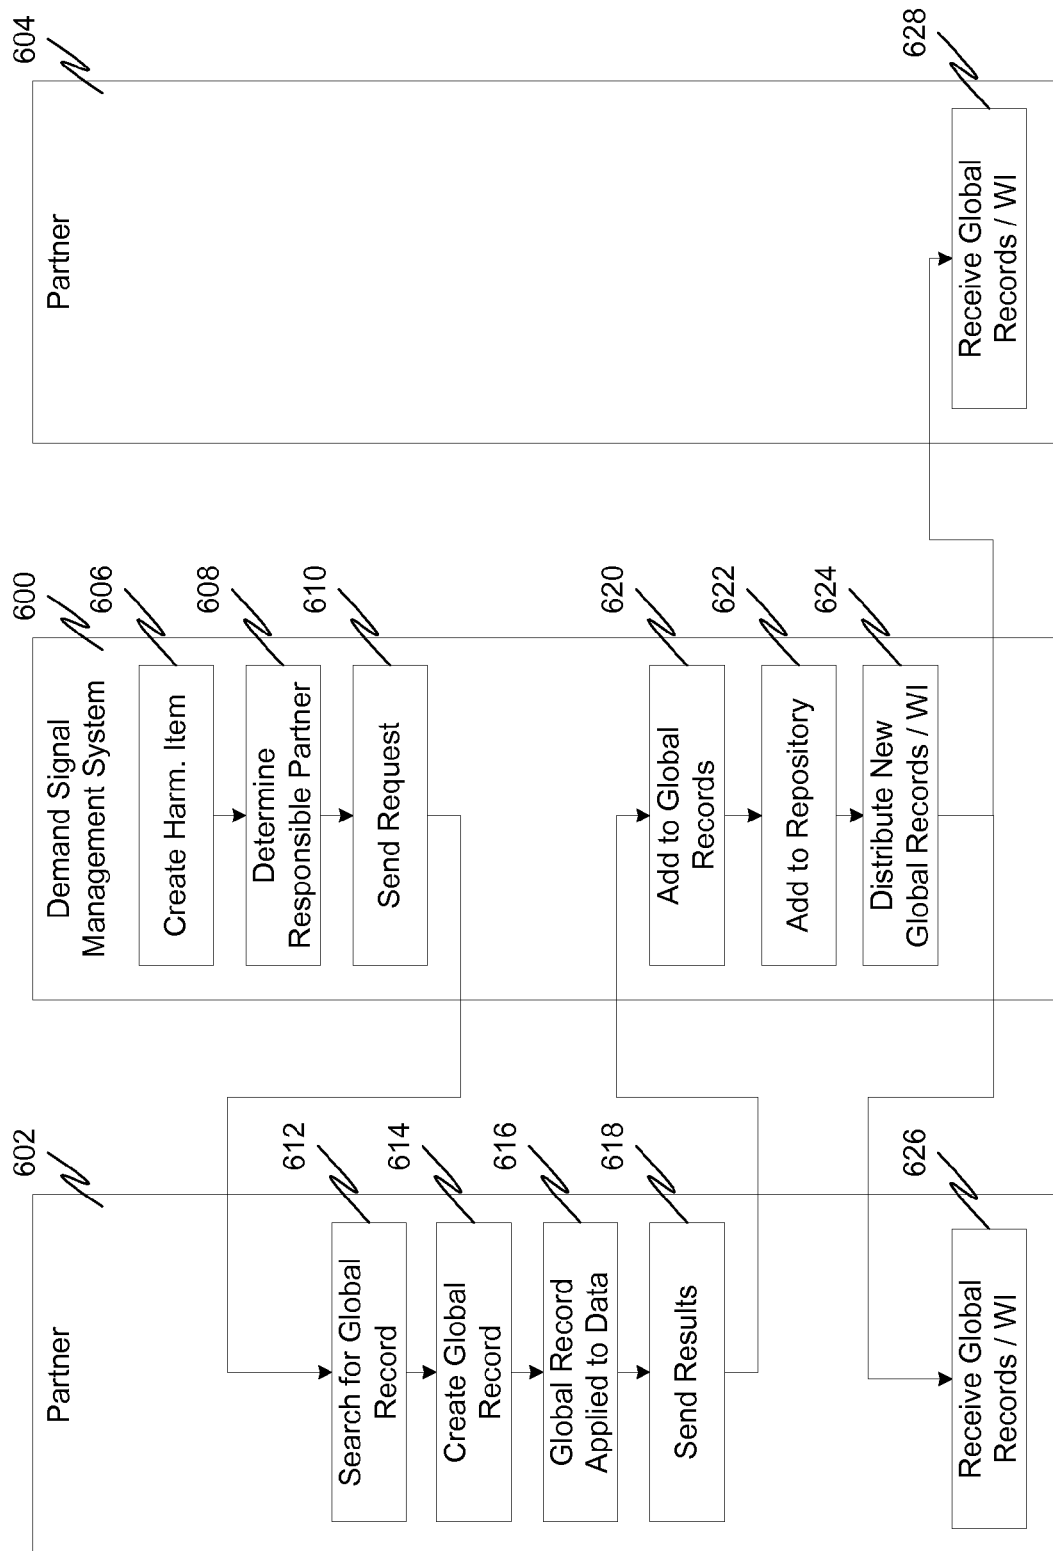 602
Partner
612
Search for Global
Record
614
Create Global
Record
616
Global Record
Applied to Data
618
Send Results
626
Receive Global
Records / WI
600
Demand Signal
Management System
606
Create Harm. Item
608
Determine
Responsible Partner
610
Send Request
620
Add to Global
Records
622
Add to Repository
624
Distribute New
Global Records / WI
604
Partner
628
Receive Global
Records / WI